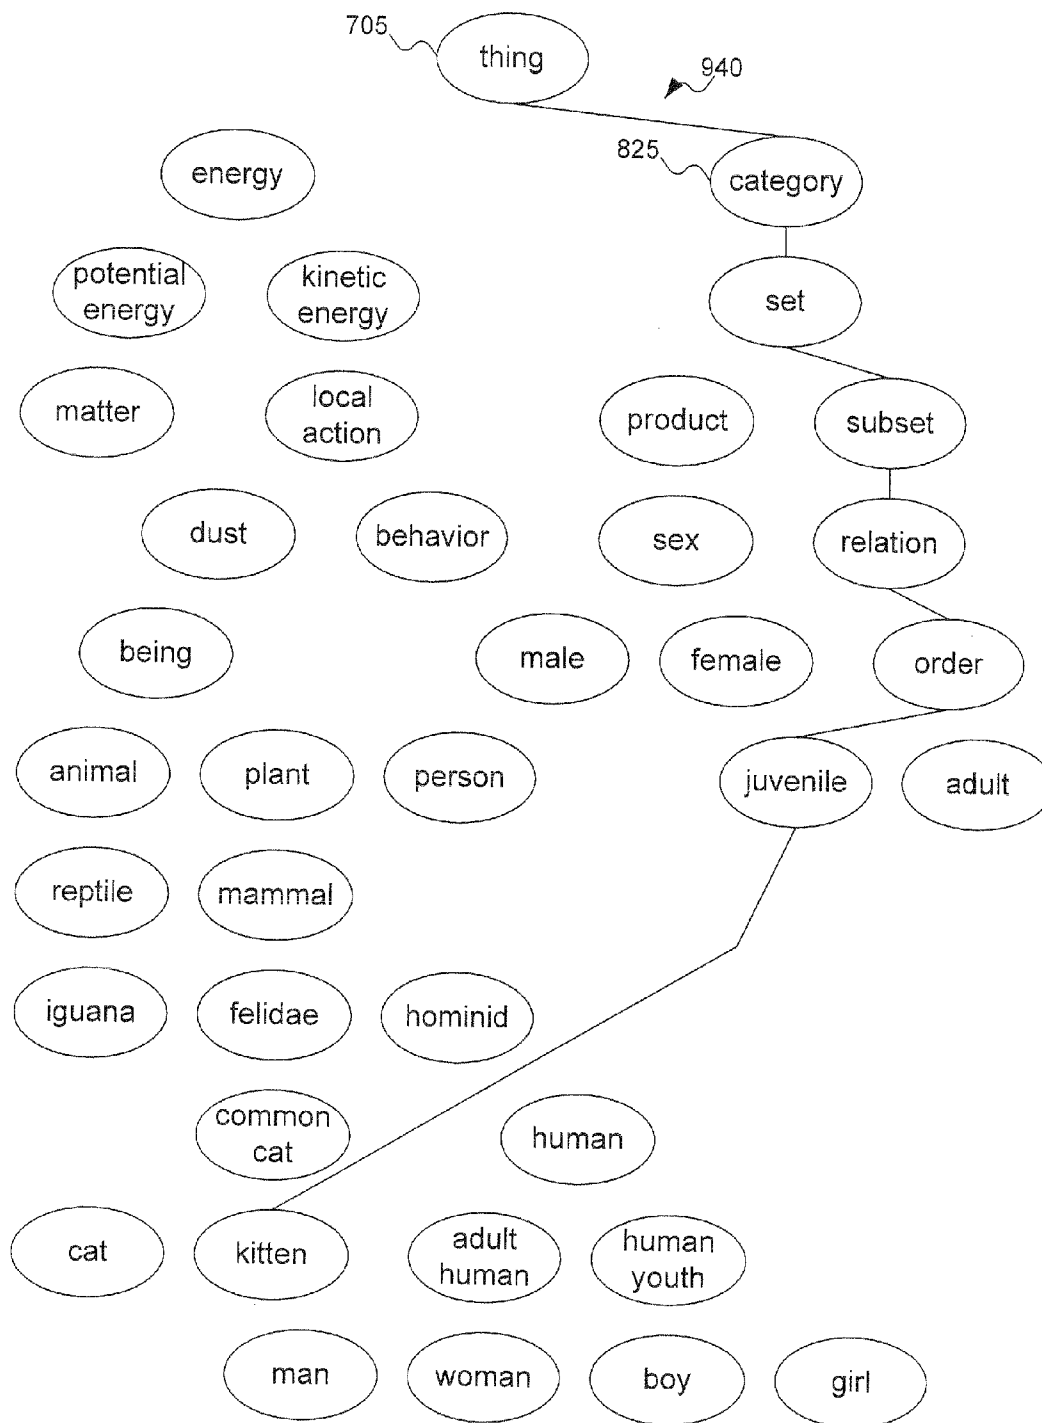 705
thing
940
825
energy
category
potential
energy
kinetic
energy
set
matter
local
action
product
subset
dust
behavior
sex
relation
being
male
female
order
animal
plant
person
juvenile
adult
reptile
mammal
iguana
felidae
hominid
common
cat
human
cat
kitten
adult
human
human
youth
man
woman
boy
girl